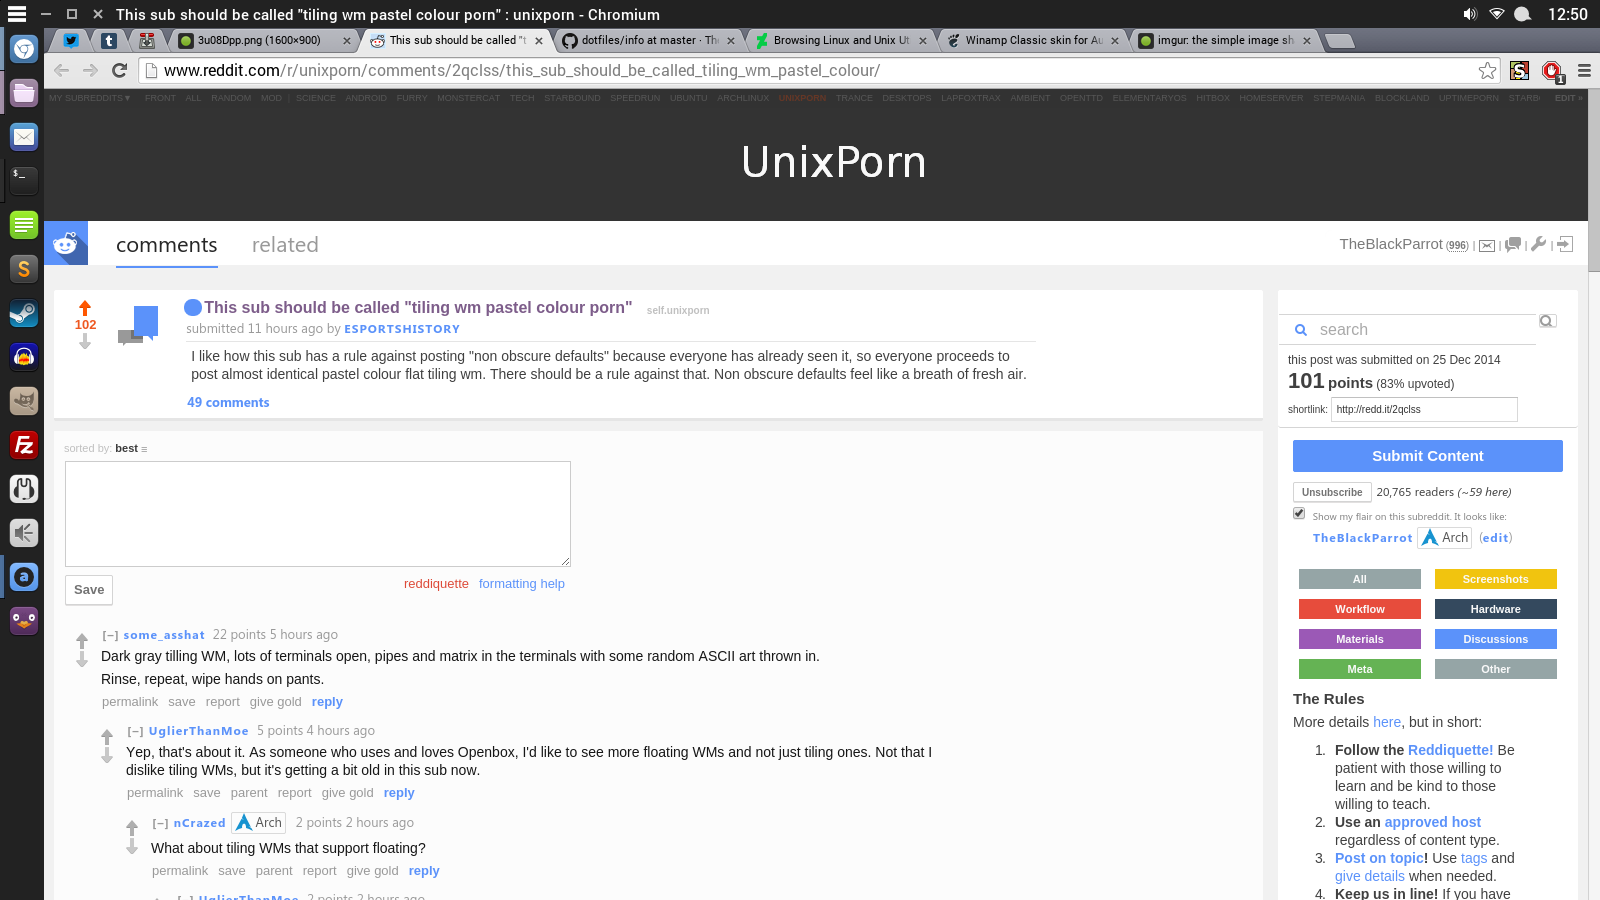 This sub should be called "tiling wm pastel colour porn" : unixporn - Chromium
12:50
3u08Dpp.png (1600×900)
This sub should be called "t
dotfiles/info at master · Th
Browsing Linux and Unix Ut
Winamp Classic skin for Au
imgur: the simple image sh
www.reddit.com/r/unixporn/comments/2qclss/this_sub_should_be_called_tiling_wm_pastel_colour/
MY SUBREDDITS▼ FRONT ALL RANDOM MOD | SCIENCE ANDROID FURRY MONSTERCAT TECH STARBOUND SPEEDRUN UBUNTU ARCHLINUX UNIXPORN TRANCE DESKTOPS LAPFOXTRAX AMBIENT OPENTTD ELEMENTARYOS HITBOX HOMESERVER STEPMANIA BLOCKLAND UPTIMEPORN STARB EDIT »
UnixPorn
comments related
TheBlackParrot (996) | | | |
102
This sub should be called "tiling wm pastel colour porn" self.unixporn
submitted 11 hours ago by ESPORTSHISTORY
I like how this sub has a rule against posting "non obscure defaults" because everyone has already seen it, so everyone proceeds to
post almost identical pastel colour flat tiling wm. There should be a rule against that. Non obscure defaults feel like a breath of fresh air.
49 comments
sorted by: best
Save
reddiquette formatting help
[–] some_asshat 22 points 5 hours ago
Dark gray tilling WM, lots of terminals open, pipes and matrix in the terminals with some random ASCII art thrown in.
Rinse, repeat, wipe hands on pants.
permalink save report give gold reply
[–] UglierThanMoe 5 points 4 hours ago
Yep, that's about it. As someone who uses and loves Openbox, I'd like to see more floating WMs and not just tiling ones. Not that I
dislike tiling WMs, but it's getting a bit old in this sub now.
permalink save parent report give gold reply
[–] nCrazed Arch 2 points 2 hours ago
What about tiling WMs that support floating?
permalink save parent report give gold reply
[–] UglierThanMoe 2 points 2 hours ago
search
this post was submitted on 25 Dec 2014
101 points (83% upvoted)
shortlink: http://redd.it/2qclss
Submit Content
Unsubscribe 20,765 readers (~59 here)
Show my flair on this subreddit. It looks like:
TheBlackParrot Arch (edit)
All Screenshots
Workflow Hardware
Materials Discussions
Meta Other
The Rules
More details here, but in short:
1. Follow the Reddiquette! Be
patient with those willing to
learn and be kind to those
willing to teach.
2. Use an approved host
regardless of content type.
3. Post on topic! Use tags and
give details when needed.
4. Keep us in line! If you have